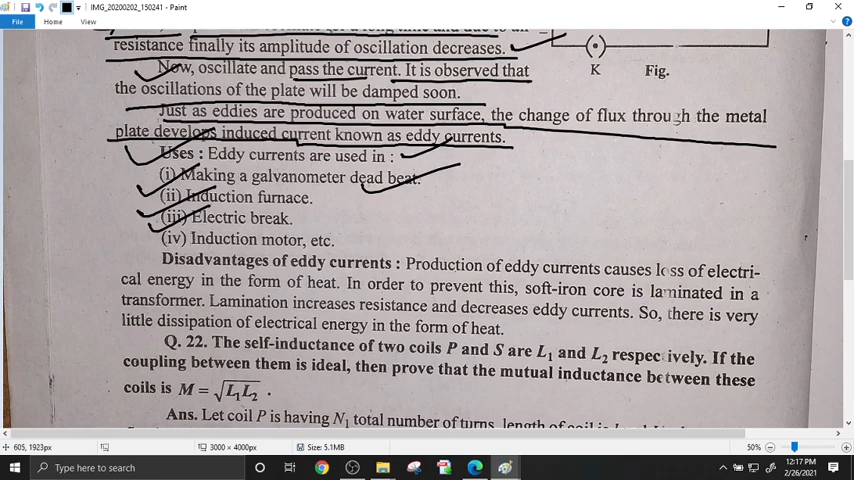 IMG_20200202_150241 - Paint
File Home View
resistance finally its amplitude of oscillation decreases.
Now, oscillate and pass the current. It is observed that
the oscillations of the plate will be damped soon.
K Fig.
Just as eddies are produced on water surface, the change of flux through the metal
plate develops induced current known as eddy currents.
Uses : Eddy currents are used in :
(i) Making a galvanometer dead beat.
(ii) Induction furnace.
(iii) Electric break.
(iv) Induction motor, etc.
Disadvantages of eddy currents : Production of eddy currents causes loss of electri-
cal energy in the form of heat. In order to prevent this, soft-iron core is laminated in a
transformer. Lamination increases resistance and decreases eddy currents. So, there is very
little dissipation of electrical energy in the form of heat.
Q. 22. The self-inductance of two coils P and S are L₁ and L₂ respectively. If the
coupling between them is ideal, then prove that the mutual inductance between these
coils is M = √L₁L₂ .
Ans. Let coil P is having N₁ total number of turns, length of coil is
605, 1923px 3000 × 4000px Size: 5.1MB 50%
Type here to search 12:17 PM
2/26/2021